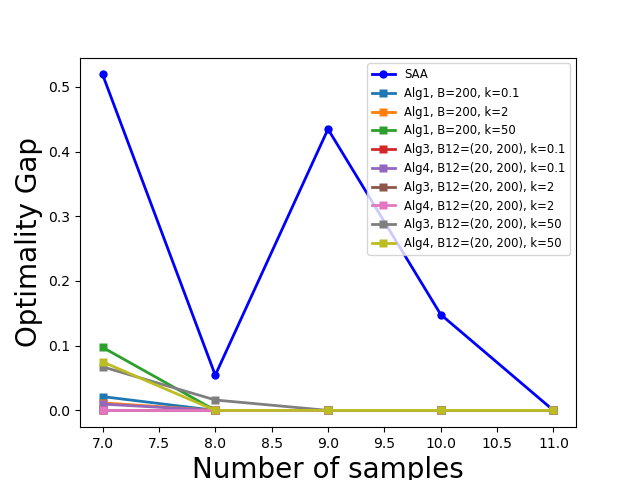 Optimality Gap
0.5
0.4
0.3
0.2
0.1
0.0
SAA
Alg1, B=200, k=0.1
Alg1, B=200, k=2
Alg1, B=200, k=50
Alg3, B12=(20, 200), k=0.1
Alg4, B12=(20, 200), k=0.1
Alg3, B12=(20, 200), k=2
Alg4, B12=(20, 200), k=2
Alg3, B12=(20, 200), k=50
Alg4, B12=(20, 200), k=50
7.0 7.5 8.0 8.5 9.0 9.5 10.0 10.5 11.0
Number of samples